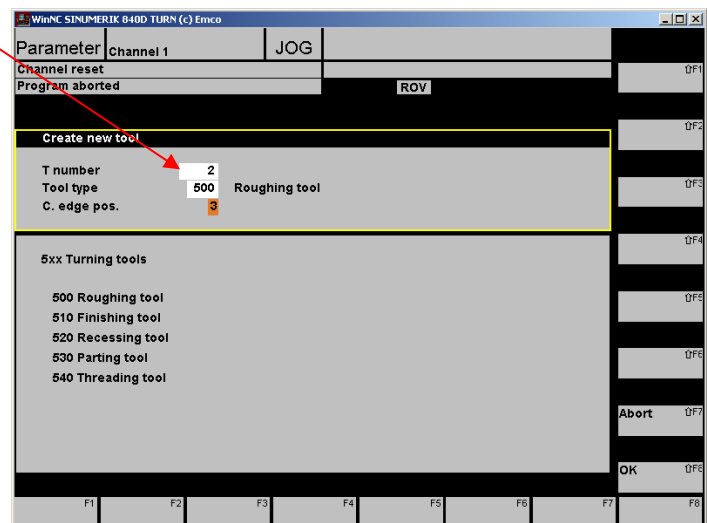 WinNC SINUMERIK 840D TURN (c) Emco
Parameter Channel 1 JOG
Channel reset
⇧F1
Program aborted ROV
⇧F2
Create new tool
T number 2
Tool type 500 Roughing tool
⇧F3
C. edge pos. 3
⇧F4
5xx Turning tools
500 Roughing tool
⇧F5
510 Finishing tool
520 Recessing tool
530 Parting tool
⇧F6
540 Threading tool
Abort ⇧F7
OK ⇧F8
F1 F2 F3 F4 F5 F6 F7 F8